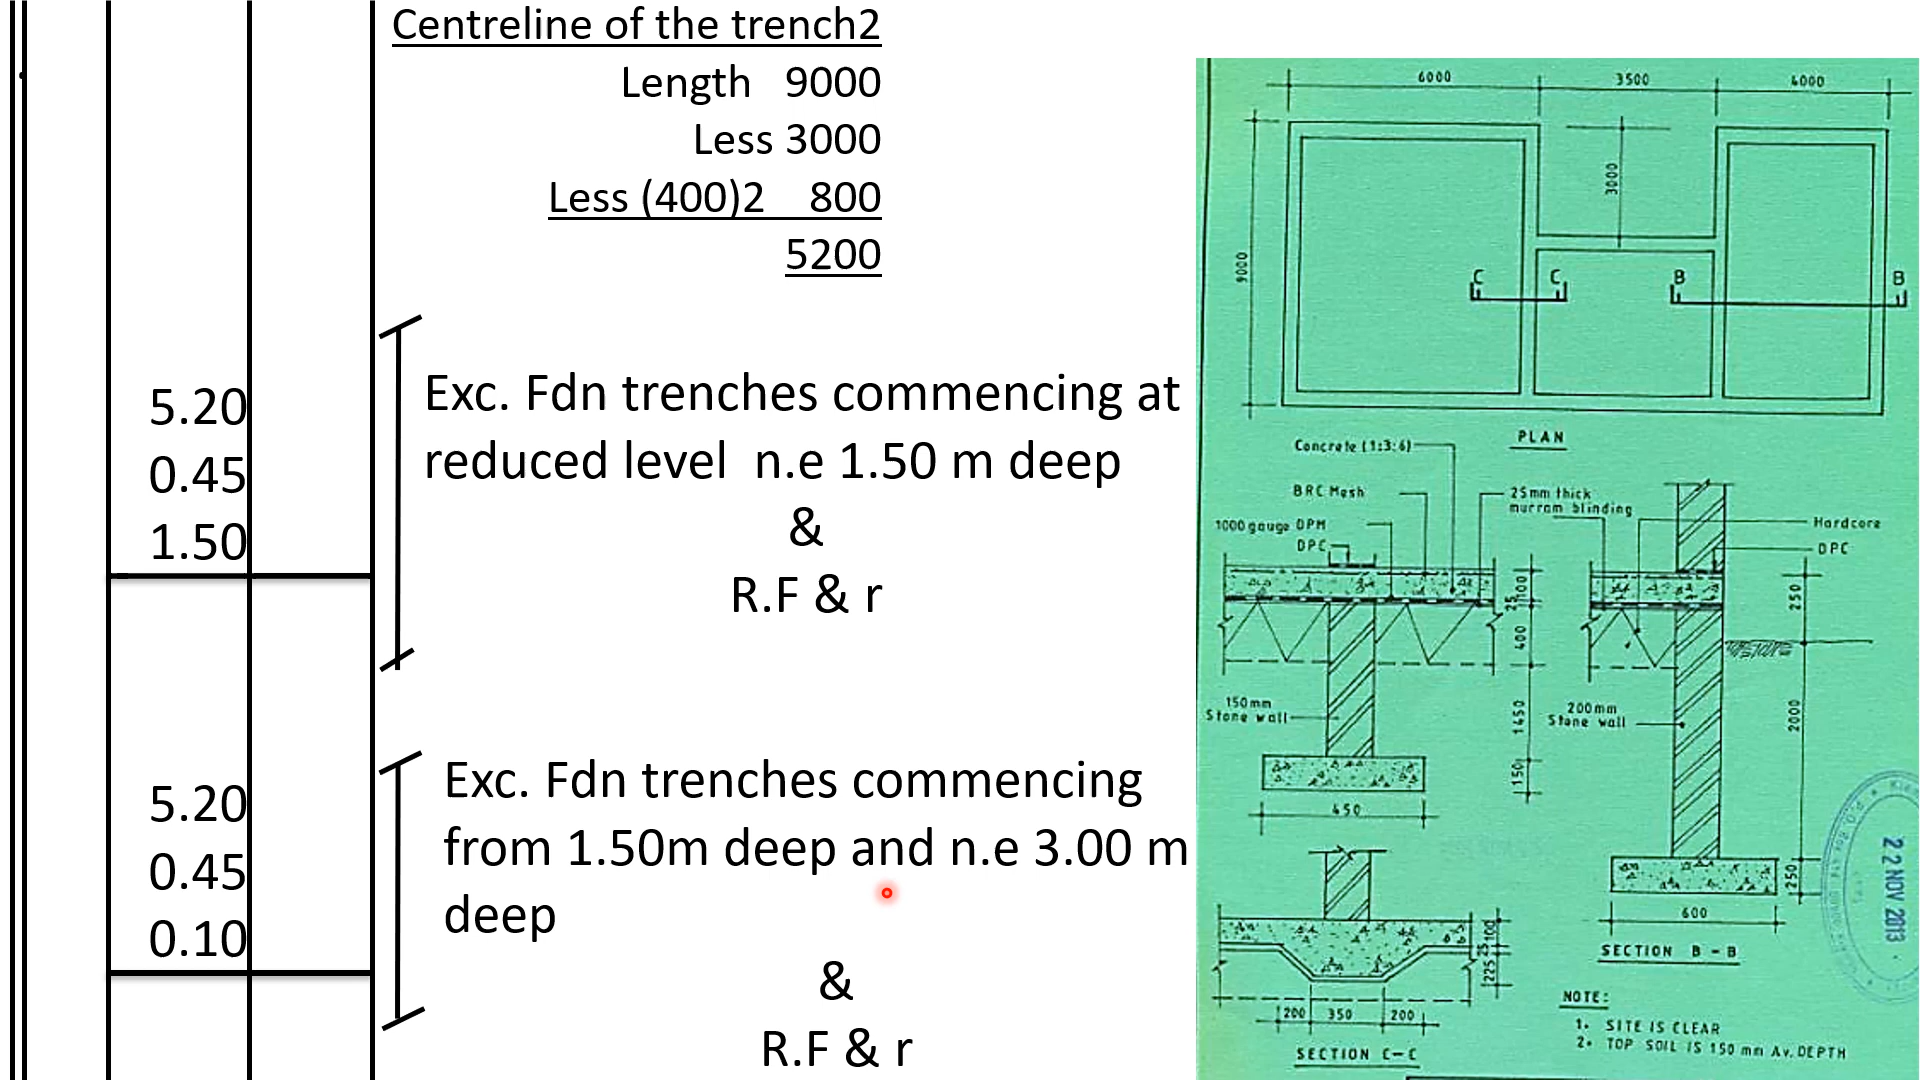 Centreline of the trench2
Length 9000
Less 3000
Less (400)2 800
5200
5.20
0.45
1.50
Exc. Fdn trenches commencing at
reduced level n.e 1.50 m deep
&
R.F & r
5.20
0.45
0.10
Exc. Fdn trenches commencing
from 1.50m deep and n.e 3.00 m
deep
&
R.F & r
6000 3500 4000
3000
9000
C C B B
PLAN
Concrete (1:3:6)
BRC Mesh
25mm thick
murram blinding
1000 gauge DPM
DPC
Hardcore
DPC
100
25
400
1450
150
250
2000
250
150mm
Stone wall
200mm
Stone wall
450
600
SECTION B-B
100
25
225
200 350 200
SECTION C-C
NOTE:
1. SITE IS CLEAR
2. TOP SOIL IS 150 mm Av. DEPTH
22 NOV 2013